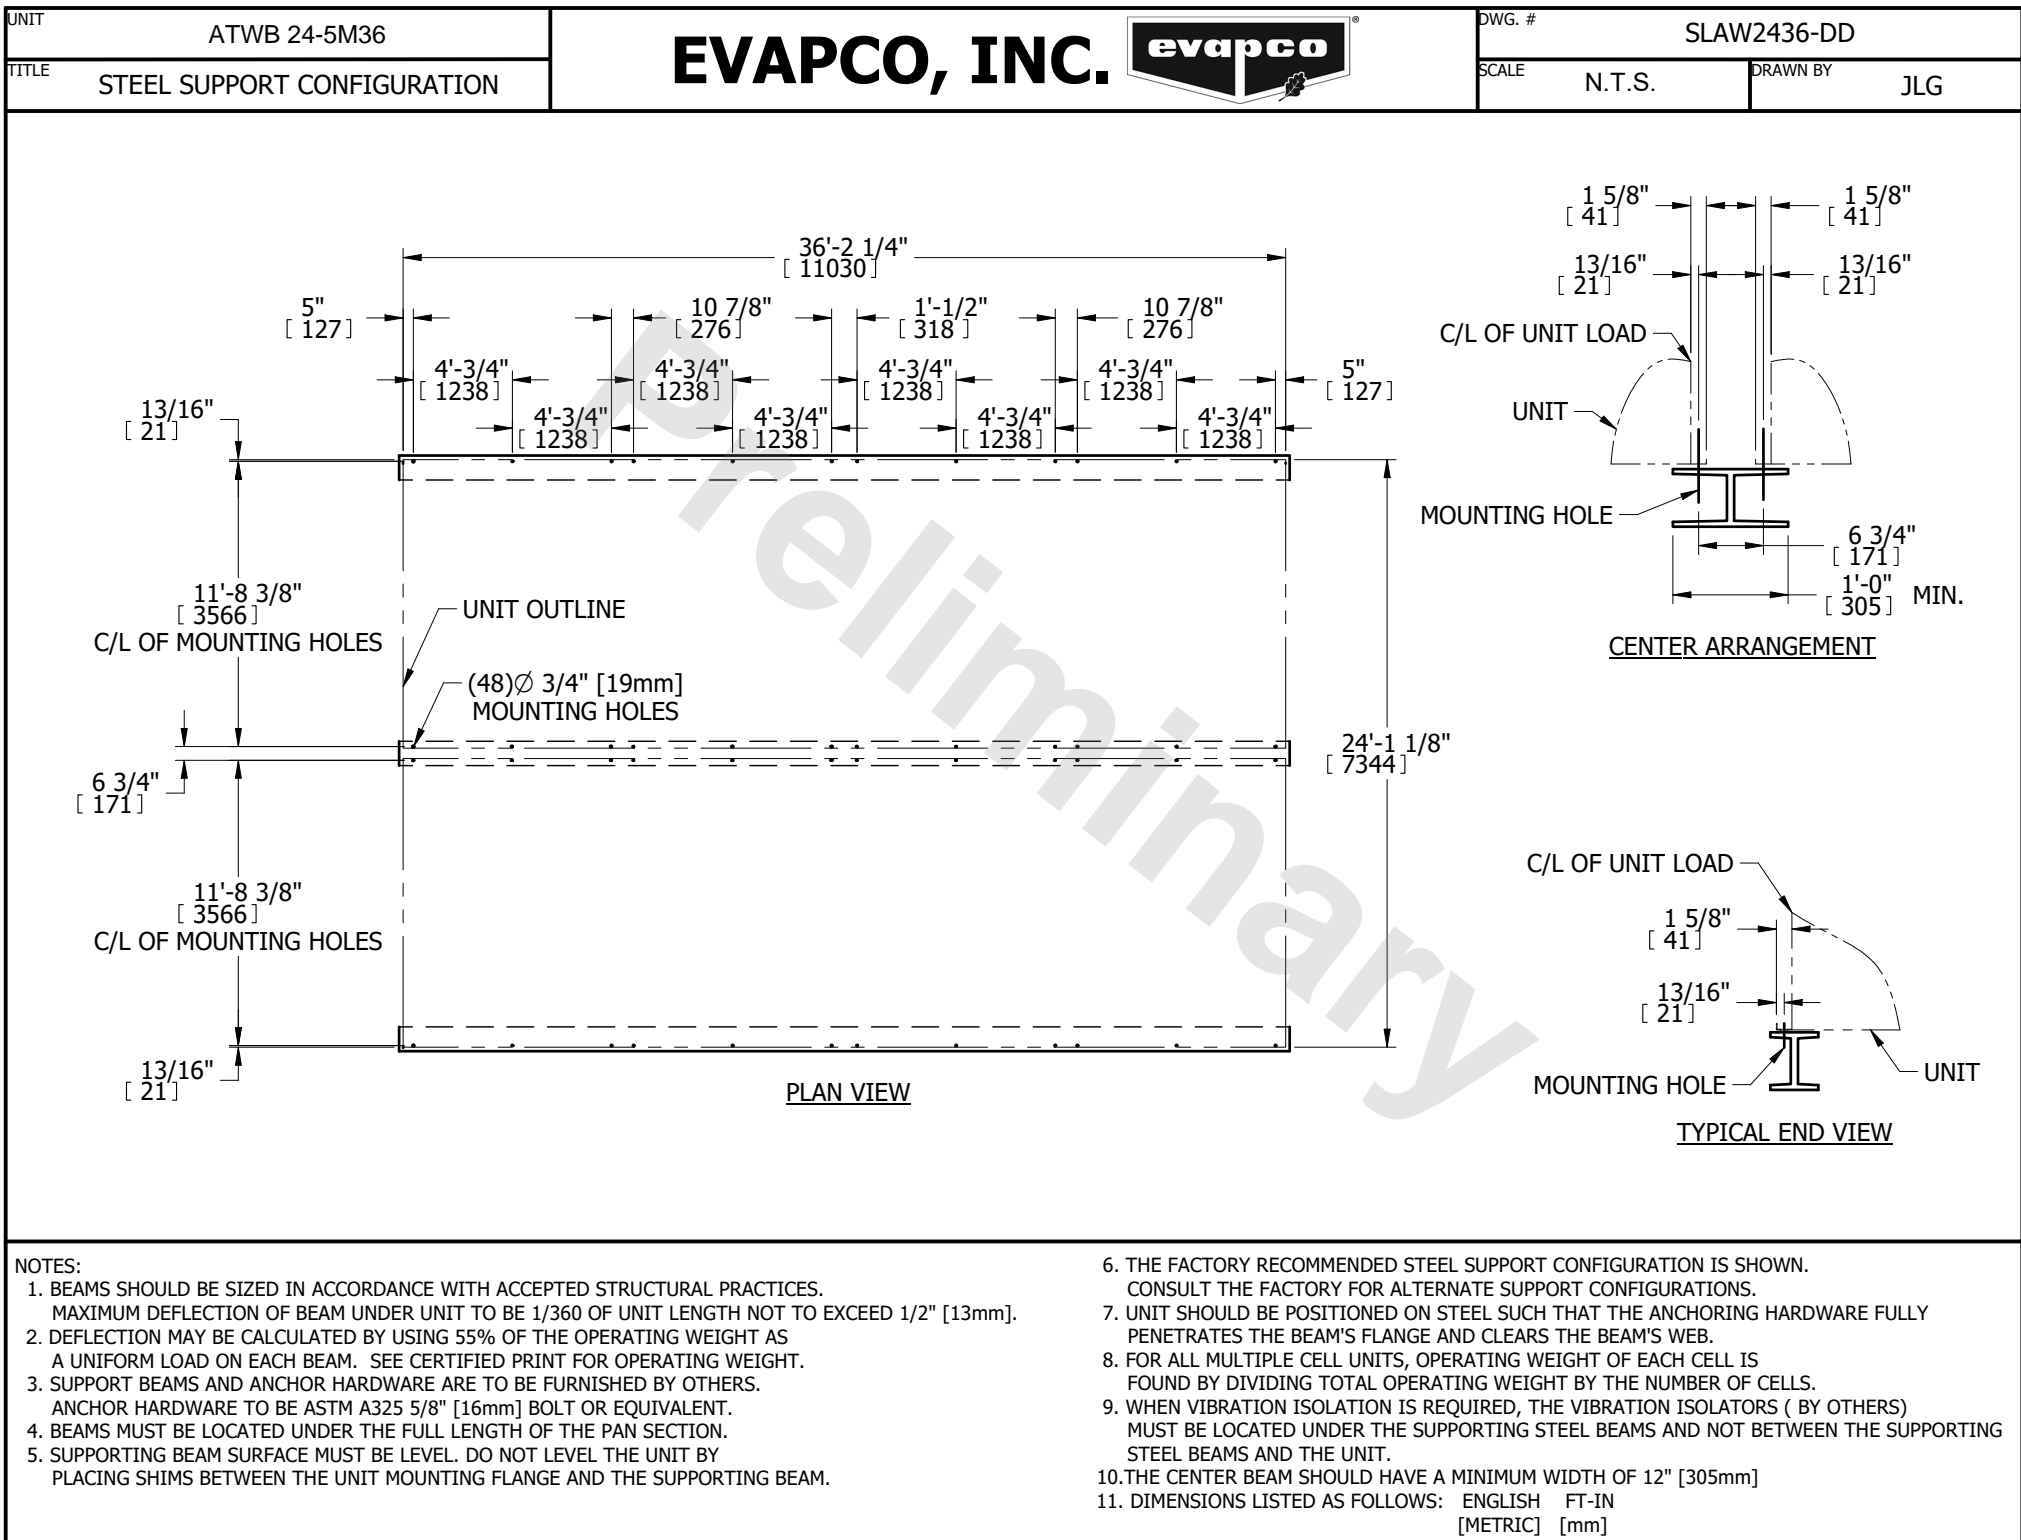 UNIT
ATWB 24-5M36
TITLE
STEEL SUPPORT CONFIGURATION
EVAPCO, INC.
evapco
®
DWG. #
SLAW2436-DD
SCALE
N.T.S.
DRAWN BY
JLG
36'-2 1/4"
[ 11030 ]
5"
[ 127 ]
10 7/8"
[ 276 ]
1'-1/2"
[ 318 ]
10 7/8"
[ 276 ]
4'-3/4"
[ 1238 ]
4'-3/4"
[ 1238 ]
4'-3/4"
[ 1238 ]
4'-3/4"
[ 1238 ]
5"
[ 127 ]
4'-3/4"
[ 1238 ]
4'-3/4"
[ 1238 ]
4'-3/4"
[ 1238 ]
4'-3/4"
[ 1238 ]
13/16"
[ 21 ]
11'-8 3/8"
[ 3566 ]
C/L OF MOUNTING HOLES
UNIT OUTLINE
(48)Ø 3/4" [19mm]
MOUNTING HOLES
6 3/4"
[ 171 ]
24'-1 1/8"
[ 7344 ]
11'-8 3/8"
[ 3566 ]
C/L OF MOUNTING HOLES
13/16"
[ 21 ]
PLAN VIEW
Preliminary
1 5/8"
[ 41 ]
1 5/8"
[ 41 ]
13/16"
[ 21 ]
13/16"
[ 21 ]
C/L OF UNIT LOAD
UNIT
MOUNTING HOLE
6 3/4"
[ 171 ]
1'-0"
[ 305 ]
MIN.
CENTER ARRANGEMENT
C/L OF UNIT LOAD
1 5/8"
[ 41 ]
13/16"
[ 21 ]
MOUNTING HOLE
UNIT
TYPICAL END VIEW
NOTES:
1. BEAMS SHOULD BE SIZED IN ACCORDANCE WITH ACCEPTED STRUCTURAL PRACTICES.
MAXIMUM DEFLECTION OF BEAM UNDER UNIT TO BE 1/360 OF UNIT LENGTH NOT TO EXCEED 1/2" [13mm].
2. DEFLECTION MAY BE CALCULATED BY USING 55% OF THE OPERATING WEIGHT AS
A UNIFORM LOAD ON EACH BEAM. SEE CERTIFIED PRINT FOR OPERATING WEIGHT.
3. SUPPORT BEAMS AND ANCHOR HARDWARE ARE TO BE FURNISHED BY OTHERS.
ANCHOR HARDWARE TO BE ASTM A325 5/8" [16mm] BOLT OR EQUIVALENT.
4. BEAMS MUST BE LOCATED UNDER THE FULL LENGTH OF THE PAN SECTION.
5. SUPPORTING BEAM SURFACE MUST BE LEVEL. DO NOT LEVEL THE UNIT BY
PLACING SHIMS BETWEEN THE UNIT MOUNTING FLANGE AND THE SUPPORTING BEAM.
6. THE FACTORY RECOMMENDED STEEL SUPPORT CONFIGURATION IS SHOWN.
CONSULT THE FACTORY FOR ALTERNATE SUPPORT CONFIGURATIONS.
7. UNIT SHOULD BE POSITIONED ON STEEL SUCH THAT THE ANCHORING HARDWARE FULLY
PENETRATES THE BEAM'S FLANGE AND CLEARS THE BEAM'S WEB.
8. FOR ALL MULTIPLE CELL UNITS, OPERATING WEIGHT OF EACH CELL IS
FOUND BY DIVIDING TOTAL OPERATING WEIGHT BY THE NUMBER OF CELLS.
9. WHEN VIBRATION ISOLATION IS REQUIRED, THE VIBRATION ISOLATORS ( BY OTHERS)
MUST BE LOCATED UNDER THE SUPPORTING STEEL BEAMS AND NOT BETWEEN THE SUPPORTING
STEEL BEAMS AND THE UNIT.
10.THE CENTER BEAM SHOULD HAVE A MINIMUM WIDTH OF 12" [305mm]
11. DIMENSIONS LISTED AS FOLLOWS: ENGLISH FT-IN
[METRIC] [mm]